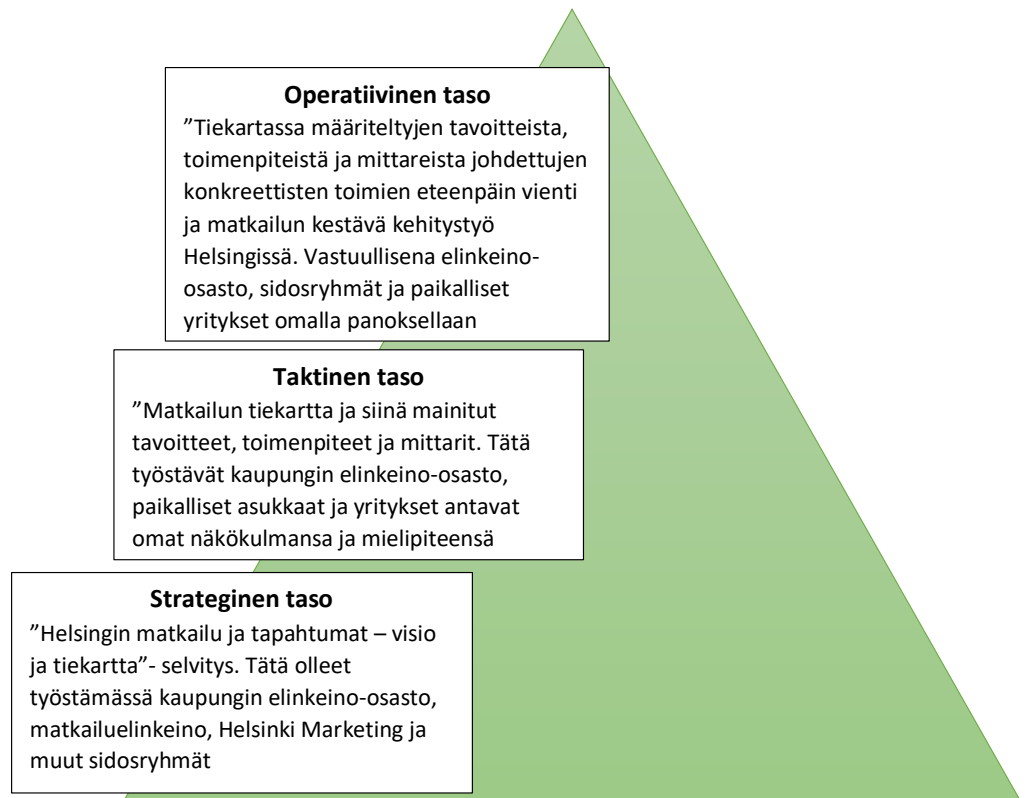 Operatiivinen taso
”Tiekartassa määriteltyjen tavoitteista,
toimenpiteistä ja mittareista johdettujen
konkreettisten toimien eteenpäin vienti
ja matkailun kestävä kehitystyö
Helsingissä. Vastuullisena elinkeino-
osasto, sidosryhmät ja paikalliset
yritykset omalla panoksellaan
Taktinen taso
”Matkailun tiekartta ja siinä mainitut
tavoitteet, toimenpiteet ja mittarit. Tätä
työstävät kaupungin elinkeino-osasto,
paikalliset asukkaat ja yritykset antavat
omat näkökulmansa ja mielipiteensä
Strateginen taso
”Helsingin matkailu ja tapahtumat – visio
ja tiekartta”- selvitys. Tätä olleet
työstämässä kaupungin elinkeino-osasto,
matkailuelinkeino, Helsinki Marketing ja
muut sidosryhmät